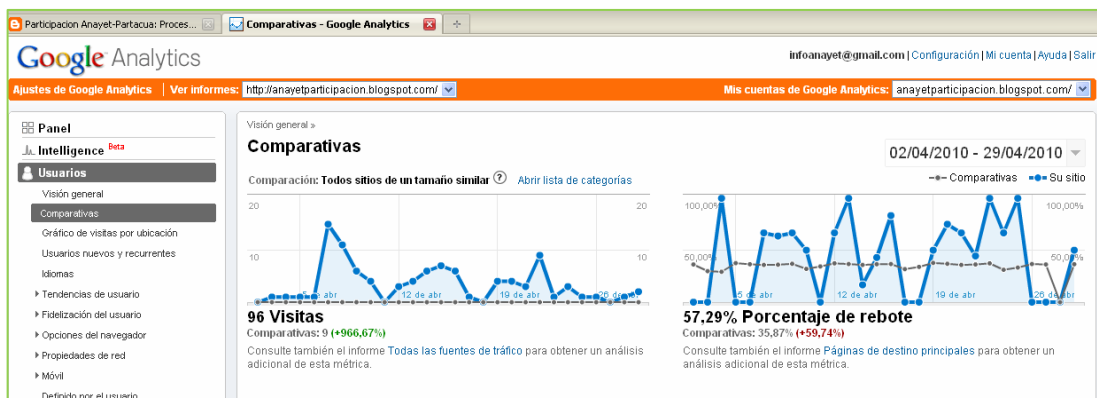 Participacion Anayet-Partacua: Proces... Comparativas - Google Analytics
Google Analytics
infoanayet@gmail.com | Configuración | Mi cuenta | Ayuda | Salir
Ajustes de Google Analytics | Ver informes: http://anayetparticipacion.blogspot.com/ Mis cuentas de Google Analytics: anayetparticipacion.blogspot.com/
Panel
Intelligence Beta
Usuarios
Visión general
Comparativas
Gráfico de visitas por ubicación
Usuarios nuevos y recurrentes
Idiomas
Tendencias de usuario
Fidelización del usuario
Opciones del navegador
Propiedades de red
Móvil
Definido por el usuario
Visión general »
Comparativas
02/04/2010 - 29/04/2010
Comparación: Todos sitios de un tamaño similar ? Abrir lista de categorías
Comparativas Su sitio
20 20
10 10
5 de abr 12 de abr 19 de abr 26 de abr
96 Visitas
Comparativas: 9 (+966,67%)
Consulte también el informe Todas las fuentes de tráfico para obtener un análisis
adicional de esta métrica.
100,00% 100,00%
50,00% 50,00%
5 de abr 12 de abr 19 de abr 26 de abr
57,29% Porcentaje de rebote
Comparativas: 35,87% (+59,74%)
Consulte también el informe Páginas de destino principales para obtener un
análisis adicional de esta métrica.